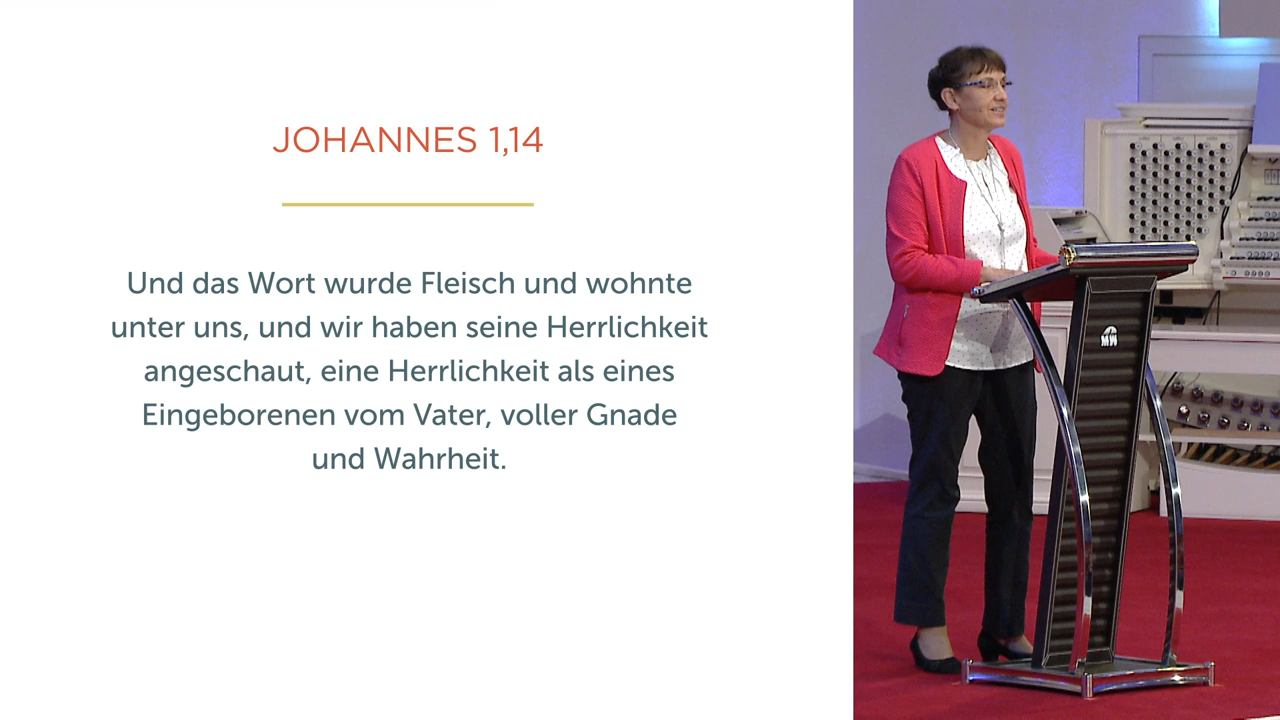 JOHANNES 1,14
Und das Wort wurde Fleisch und wohnte
unter uns, und wir haben seine Herrlichkeit
angeschaut, eine Herrlichkeit als eines
Eingeborenen vom Vater, voller Gnade
und Wahrheit.
MW